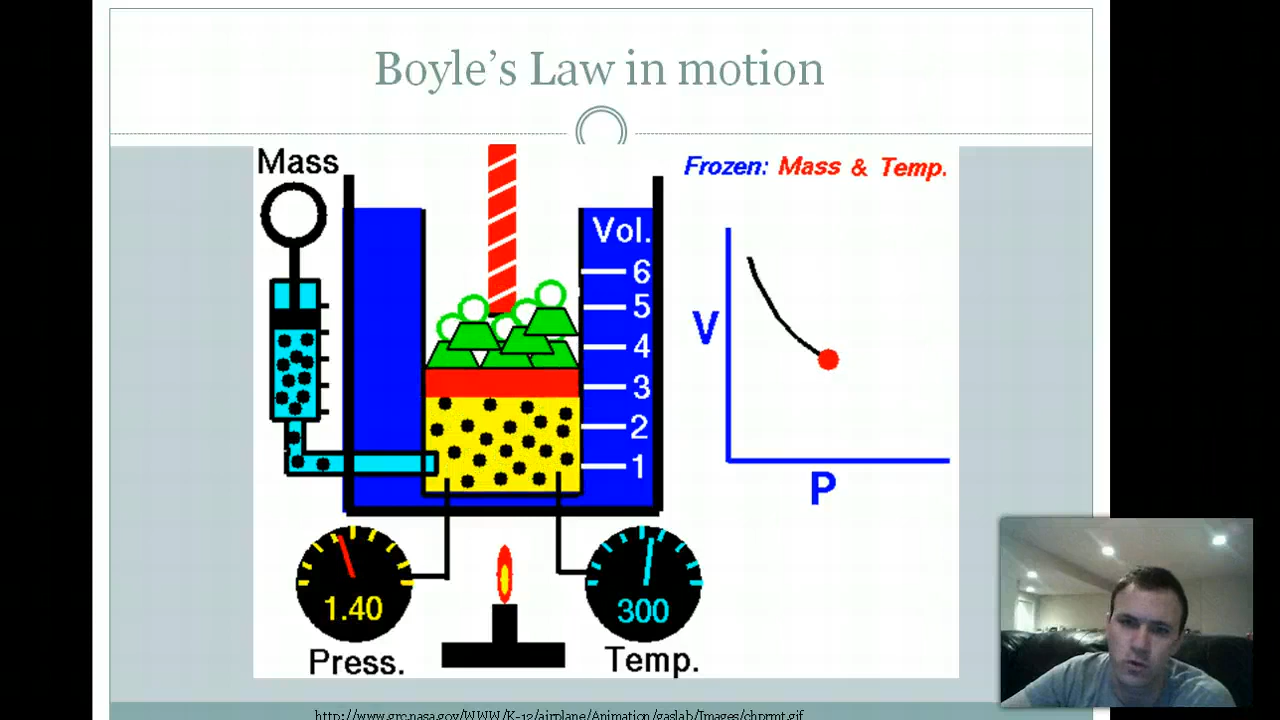 Boyle's Law in motion
Mass
Frozen: Mass & Temp.
Vol.
6
5
4
3
2
1
V
P
1.40
300
Press.
Temp.
http://www.grc.nasa.gov/WWW/K-12/airplane/Animation/gaslab/Images/chprmt.gif